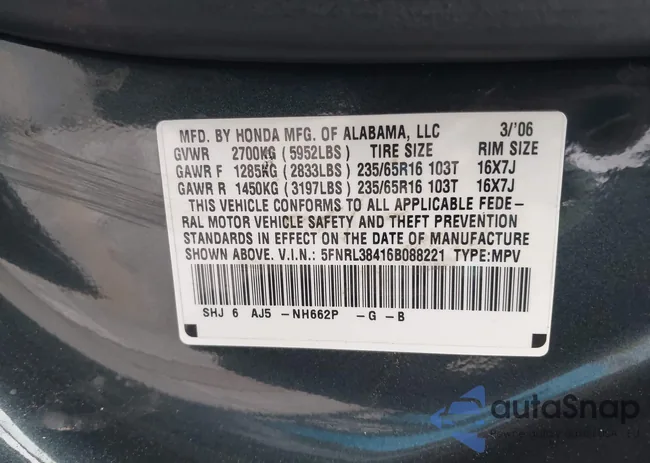 MFD. BY HONDA MFG. OF ALABAMA, LLC 3/'06
GVWR 2700KG (5952LBS) TIRE SIZE RIM SIZE
GAWR F 1285KG (2833LBS) 235/65R16 103T 16X7J
GAWR R 1450KG (3197LBS) 235/65R16 103T 16X7J
THIS VEHICLE CONFORMS TO ALL APPLICABLE FEDE-
RAL MOTOR VEHICLE SAFETY AND THEFT PREVENTION
STANDARDS IN EFFECT ON THE DATE OF MANUFACTURE
SHOWN ABOVE. V.I.N.: 5FNRL38416B088221 TYPE:MPV
SHJ 6 AJ5 -NH662P -G -B
autoSnap